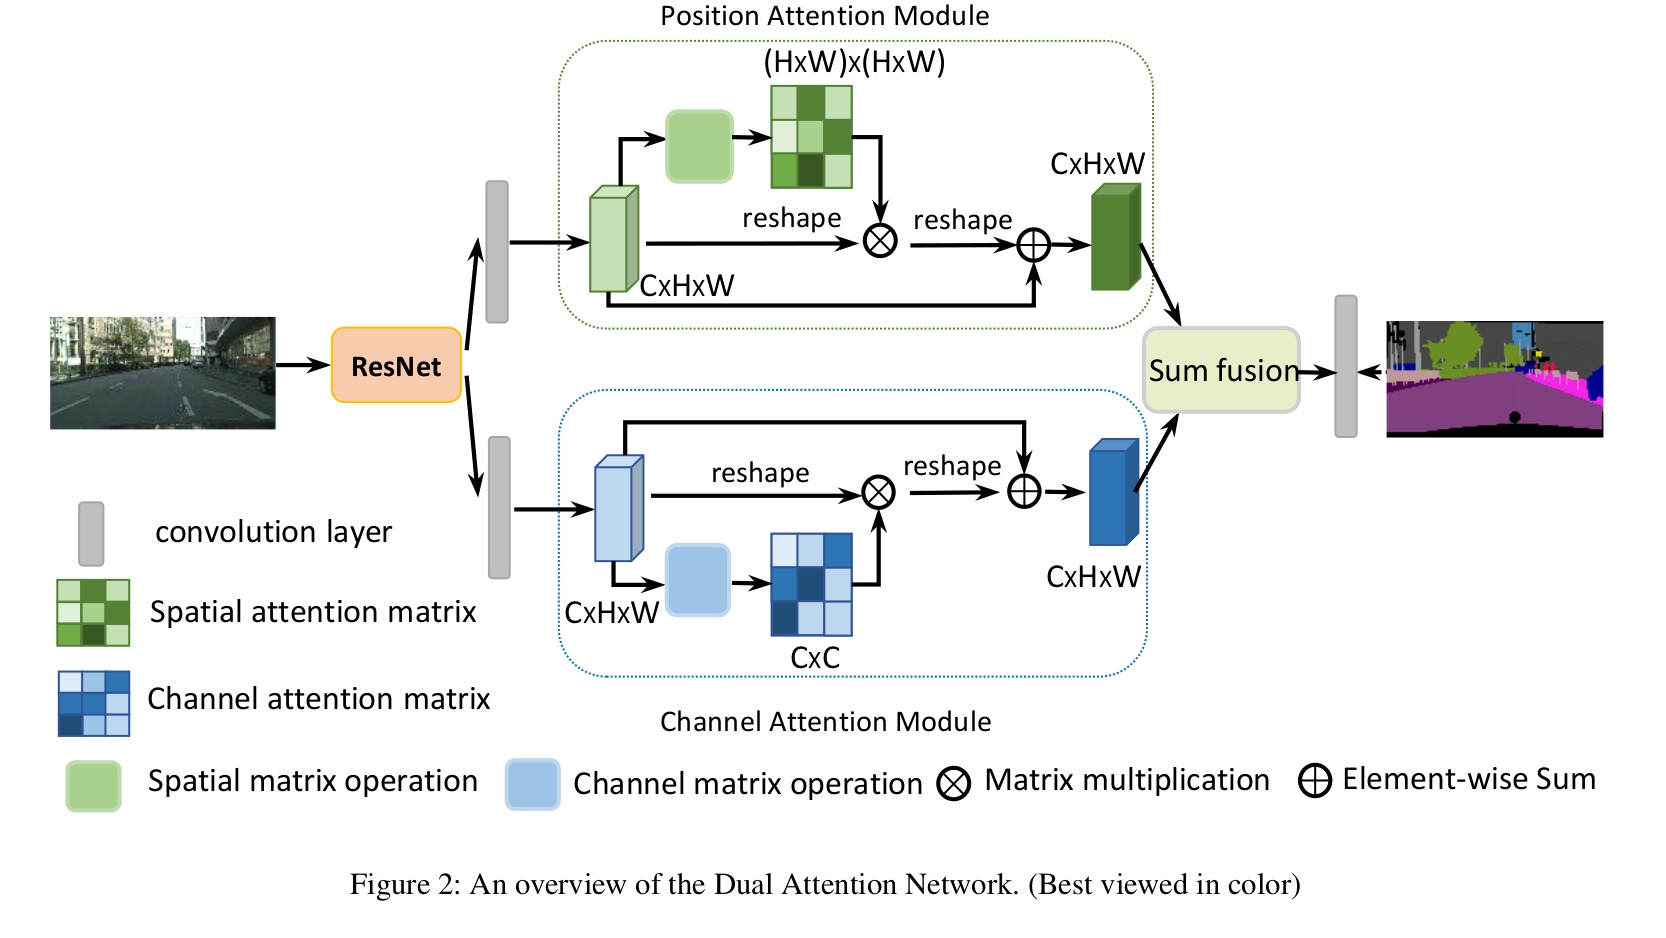 Position Attention Module
(HxW)x(HxW)
CxHxW
reshape
reshape
CxHxW
ResNet
Sum fusion
reshape
reshape
CxHxW
CxHxW
CxC
Channel Attention Module
convolution layer
Spatial attention matrix
Channel attention matrix
Spatial matrix operation
Channel matrix operation
Matrix multiplication
Element-wise Sum
Figure 2: An overview of the Dual Attention Network. (Best viewed in color)